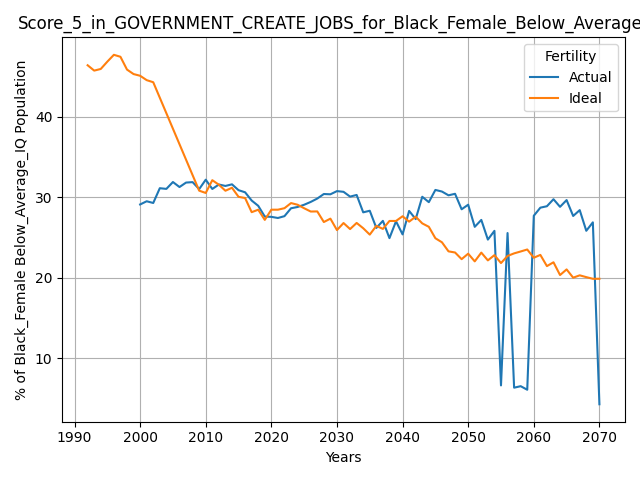 Score_5_in_GOVERNMENT_CREATE_JOBS_for_Black_Female_Below_Average
Fertility
Actual
Ideal
% of Black_Female Below_Average_IQ Population
40
30
20
10
1990 2000 2010 2020 2030 2040 2050 2060 2070
Years